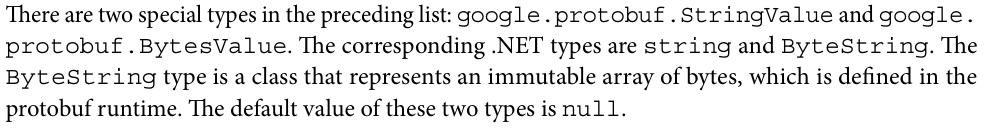 There are two special types in the preceding list: google.protobuf.StringValue and google.
protobuf.BytesValue. The corresponding .NET types are string and ByteString. The
ByteString type is a class that represents an immutable array of bytes, which is defined in the
protobuf runtime. The default value of these two types is null.